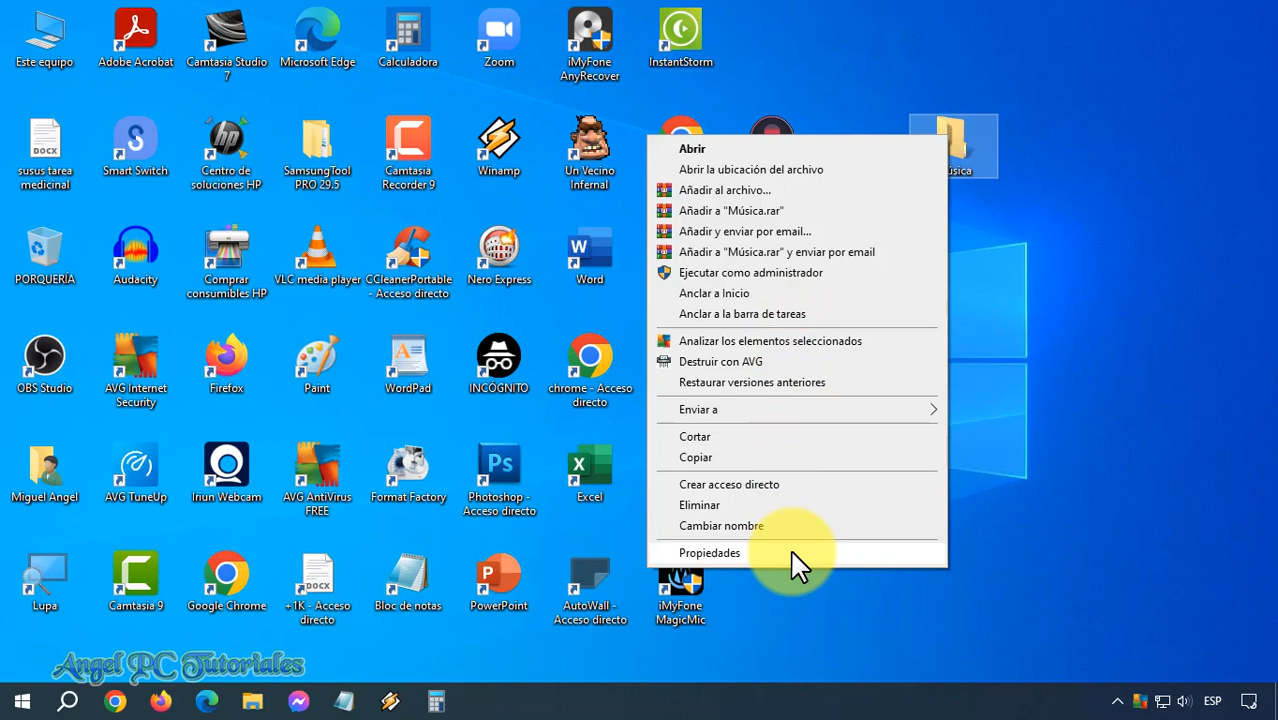 Este equipo
Adobe Acrobat
Camtasia Studio
7
Microsoft Edge
Calculadora
Zoom
iMyFone
AnyRecover
InstantStorm
susus tarea
medicinal
Smart Switch
Centro de
soluciones HP
SamsungTool
PRO 29.5
Camtasia
Recorder 9
Winamp
Un Vecino
Infernal
PORQUERÍA
Audacity
Comprar
consumibles HP
VLC media player
CCleanerPortable
- Acceso directo
Nero Express
Word
OBS Studio
AVG Internet
Security
Firefox
Paint
WordPad
INCÓGNITO
chrome - Acceso
directo
Miguel Angel
AVG TuneUp
Iriun Webcam
AVG AntiVirus
FREE
Format Factory
Photoshop -
Acceso directo
Excel
Lupa
Camtasia 9
Google Chrome
+1K - Acceso
directo
Bloc de notas
PowerPoint
AutoWall -
Acceso directo
iMyFone
MagicMic
Abrir
Abrir la ubicación del archivo
Añadir al archivo...
Añadir a "Música.rar"
Añadir y enviar por email...
Añadir a "Música.rar" y enviar por email
Ejecutar como administrador
Anclar a Inicio
Anclar a la barra de tareas
Analizar los elementos seleccionados
Destruir con AVG
Restaurar versiones anteriores
Enviar a
Cortar
Copiar
Crear acceso directo
Eliminar
Cambiar nombre
Propiedades
Angel PC Tutoriales
ESP